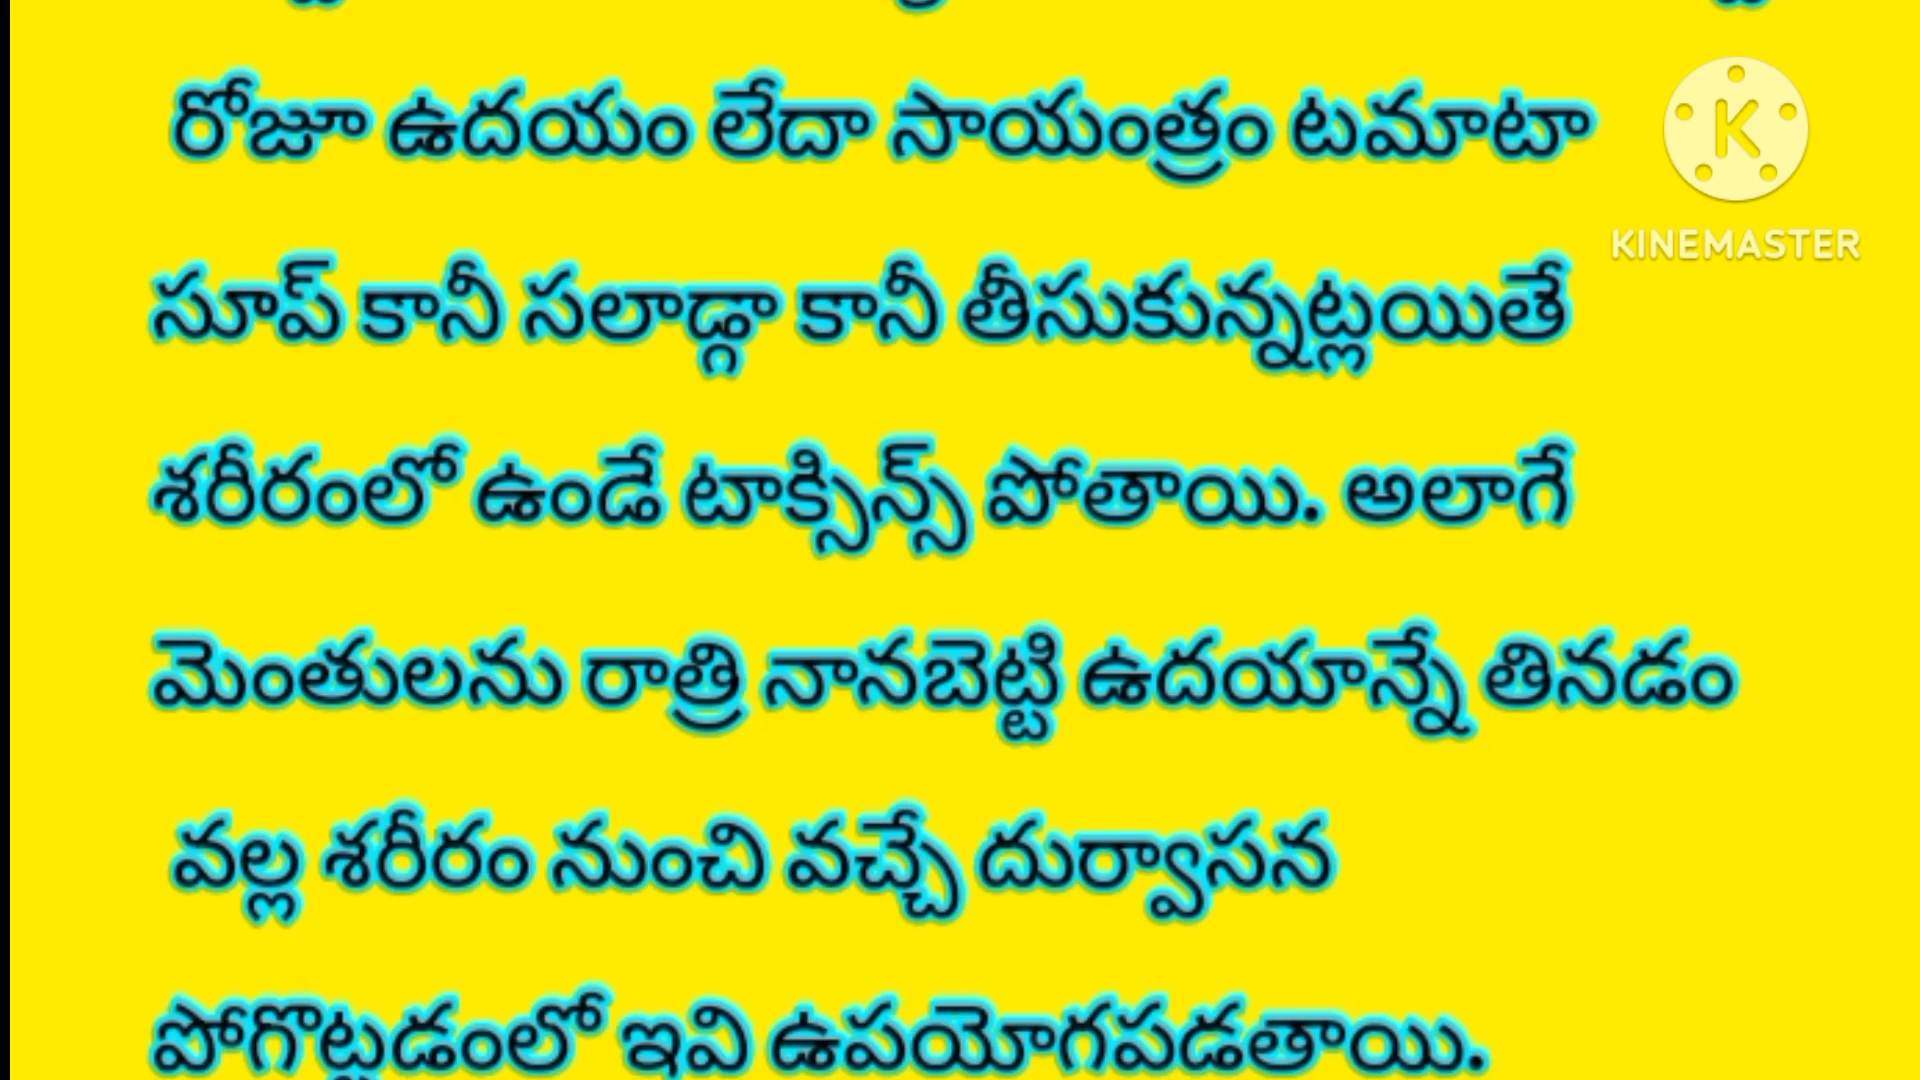 రోజూ ఉదయం లేదా సాయంత్రం టమాటా
KINEMASTER
సూప్ కానీ సలాడ్గా కానీ తీసుకున్నట్లయితే
శరీరంలో ఉండే టాక్సిన్స్ పోతాయి. అలాగే
మెంతులను రాత్రి నానబెట్టి ఉదయాన్నే తినడం
వల్ల శరీరం నుంచి వచ్చే దుర్వాసన
పోగొట్టడంలో ఇవి ఉపయోగపడతాయి.